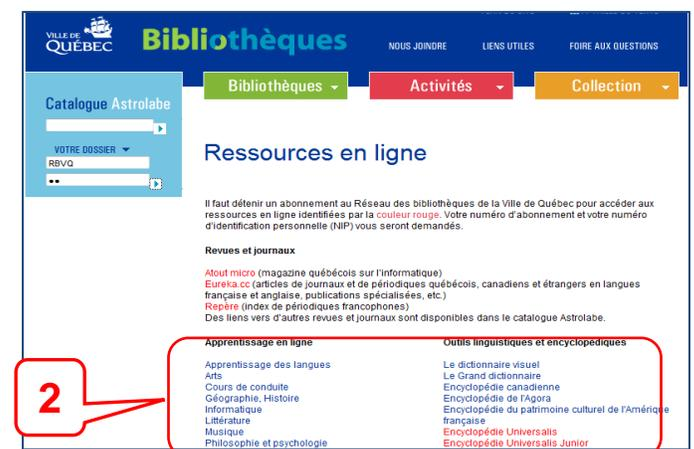 VILLE DE
QUÉBEC
Bibliothèques
NOUS JOINDRE LIENS UTILES FOIRE AUX QUESTIONS
Bibliothèques Activités Collection
Catalogue Astrolabe
VOTRE DOSSIER
RBVQ
••
Ressources en ligne
Il faut détenir un abonnement au Réseau des bibliothèques de la Ville de Québec pour accéder aux
ressources en ligne identifiées par la couleur rouge. Votre numéro d'abonnement et votre numéro
d'identification personnelle (NIP) vous seront demandés.
Revues et journaux
Atout micro (magazine québécois sur l'informatique)
Eureka.cc (articles de journaux et de périodiques québécois, canadiens et étrangers en langues
française et anglaise, publications spécialisées, etc.)
Repère (index de périodiques francophones)
Des liens vers d'autres revues et journaux sont disponibles dans le catalogue Astrolabe.
Apprentissage en ligne
Apprentissage des langues
Arts
Cours de conduite
Géographie, Histoire
Informatique
Littérature
Musique
Philosophie et psychologie
Outils linguistiques et encyclopédiques
Le dictionnaire visuel
Le Grand dictionnaire
Encyclopédie canadienne
Encyclopédie de l'Agora
Encyclopédie du patrimoine culturel de l'Amérique
française
Encyclopédie Universalis
Encyclopédie Universalis Junior
2